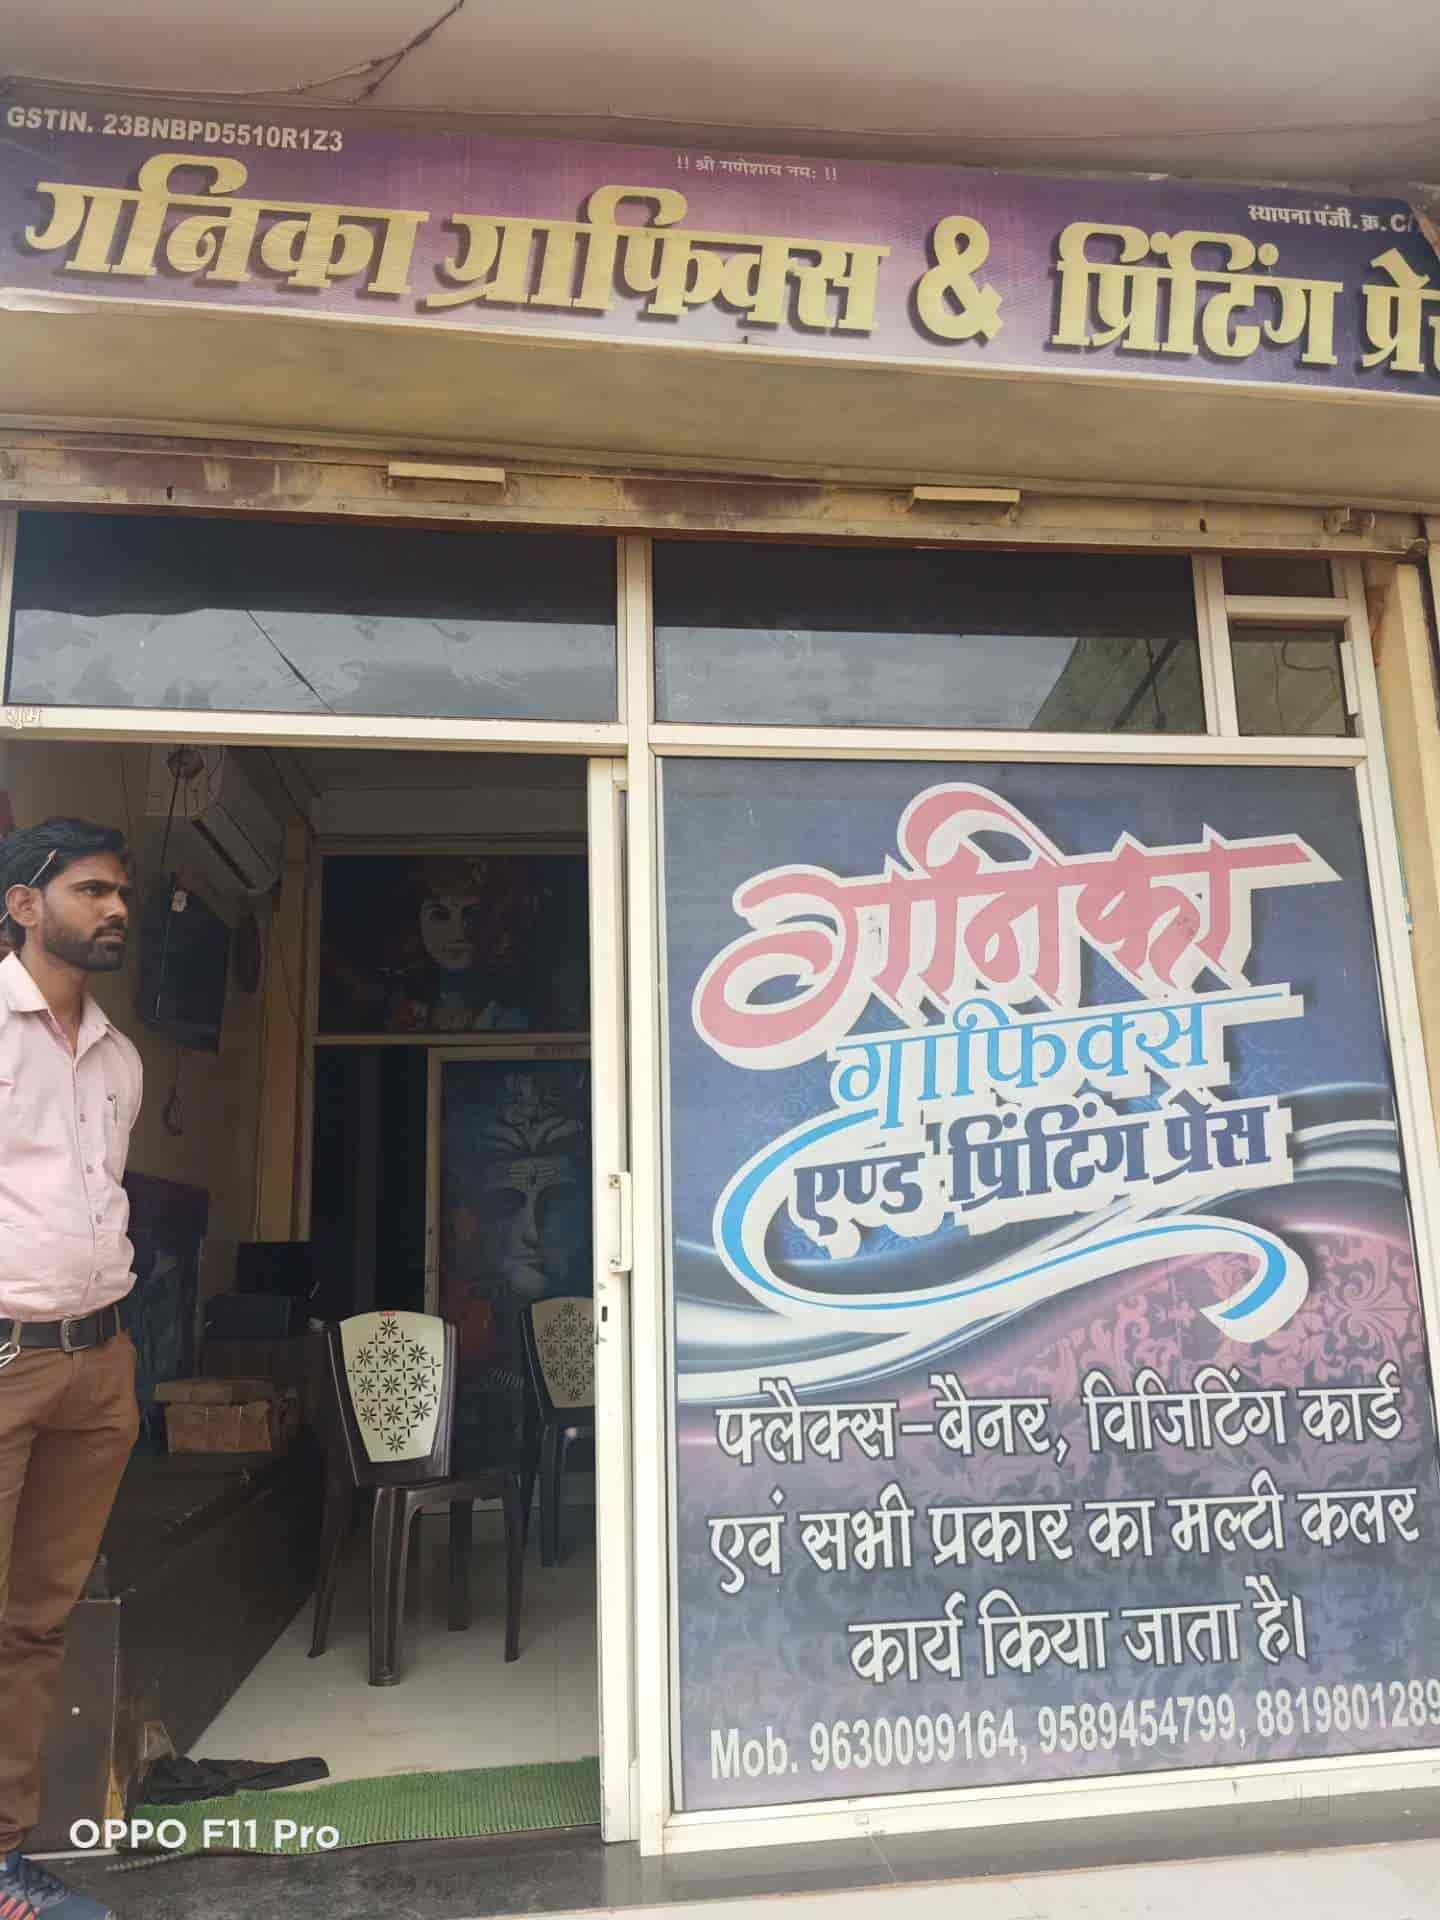 GSTIN. 23BNBPD5510R1Z3
!! श्री गणेशाय नमः !!
स्थापना पंजी. क्र. C/
गनिका ग्राफिक्स & प्रिंटिंग प्रेस
शुभ
गनिका
ग्राफिक्स
एण्ड प्रिंटिंग प्रेस
फ्लैक्स-बैनर, विजिटिंग कार्ड
एवं सभी प्रकार का मल्टी कलर
कार्य किया जाता है।
Mob. 9630099164, 9589454799, 8819801289
OPPO F11 Pro